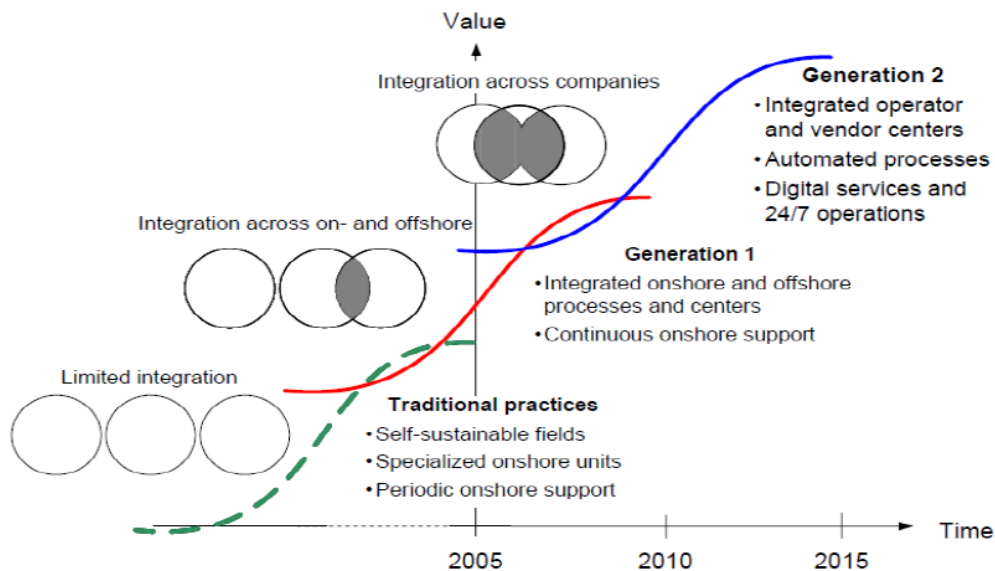 Value
Integration across companies
Generation 2
• Integrated operator
and vendor centers
• Automated processes
• Digital services and
24/7 operations
Integration across on- and offshore
Generation 1
• Integrated onshore and offshore
processes and centers
• Continuous onshore support
Limited integration
Traditional practices
• Self-sustainable fields
• Specialized onshore units
• Periodic onshore support
Time
2005
2010
2015